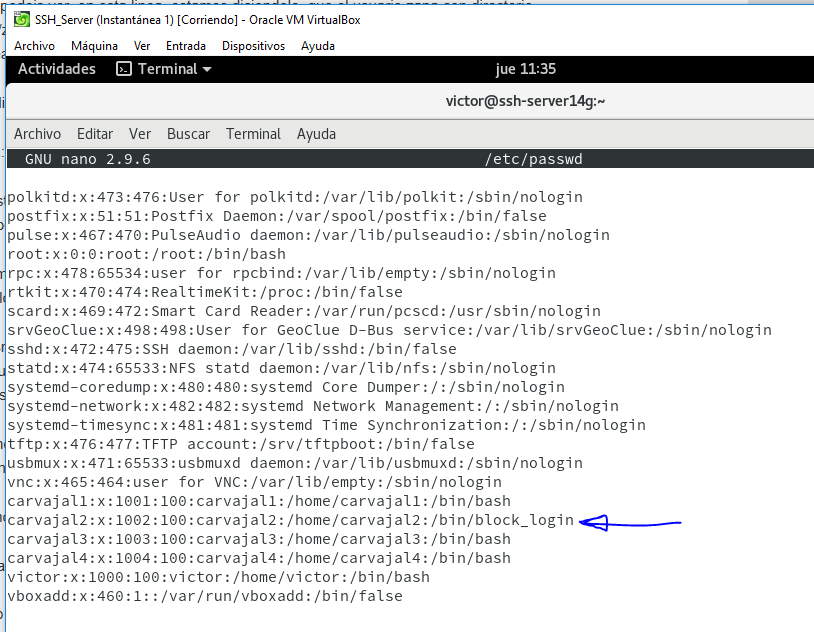 SSH_Server (Instantánea 1) [Corriendo] - Oracle VM VirtualBox
Archivo Máquina Ver Entrada Dispositivos Ayuda
Actividades Terminal jue 11:35
victor@ssh-server14g:~
Archivo Editar Ver Buscar Terminal Ayuda
GNU nano 2.9.6 /etc/passwd
polkitd:x:473:476:User for polkitd:/var/lib/polkit:/sbin/nologin
postfix:x:51:51:Postfix Daemon:/var/spool/postfix:/bin/false
pulse:x:467:470:PulseAudio daemon:/var/lib/pulseaudio:/sbin/nologin
root:x:0:0:root:/root:/bin/bash
rpc:x:478:65534:user for rpcbind:/var/lib/empty:/sbin/nologin
rtkit:x:470:474:RealtimeKit:/proc:/bin/false
scard:x:469:472:Smart Card Reader:/var/run/pcscd:/usr/sbin/nologin
srvGeoClue:x:498:498:User for GeoClue D-Bus service:/var/lib/srvGeoClue:/sbin/nologin
sshd:x:472:475:SSH daemon:/var/lib/sshd:/bin/false
statd:x:474:65533:NFS statd daemon:/var/lib/nfs:/sbin/nologin
systemd-coredump:x:480:480:systemd Core Dumper:/:/sbin/nologin
systemd-network:x:482:482:systemd Network Management:/:/sbin/nologin
systemd-timesync:x:481:481:systemd Time Synchronization:/:/sbin/nologin
tftp:x:476:477:TFTP account:/srv/tftpboot:/bin/false
usbmux:x:471:65533:usbmuxd daemon:/var/lib/usbmuxd:/sbin/nologin
vnc:x:465:464:user for VNC:/var/lib/empty:/sbin/nologin
carvajal1:x:1001:100:carvajal1:/home/carvajal1:/bin/bash
carvajal2:x:1002:100:carvajal2:/home/carvajal2:/bin/block_login
carvajal3:x:1003:100:carvajal3:/home/carvajal3:/bin/bash
carvajal4:x:1004:100:carvajal4:/home/carvajal4:/bin/bash
victor:x:1000:100:victor:/home/victor:/bin/bash
vboxadd:x:460:1::/var/run/vboxadd:/bin/false